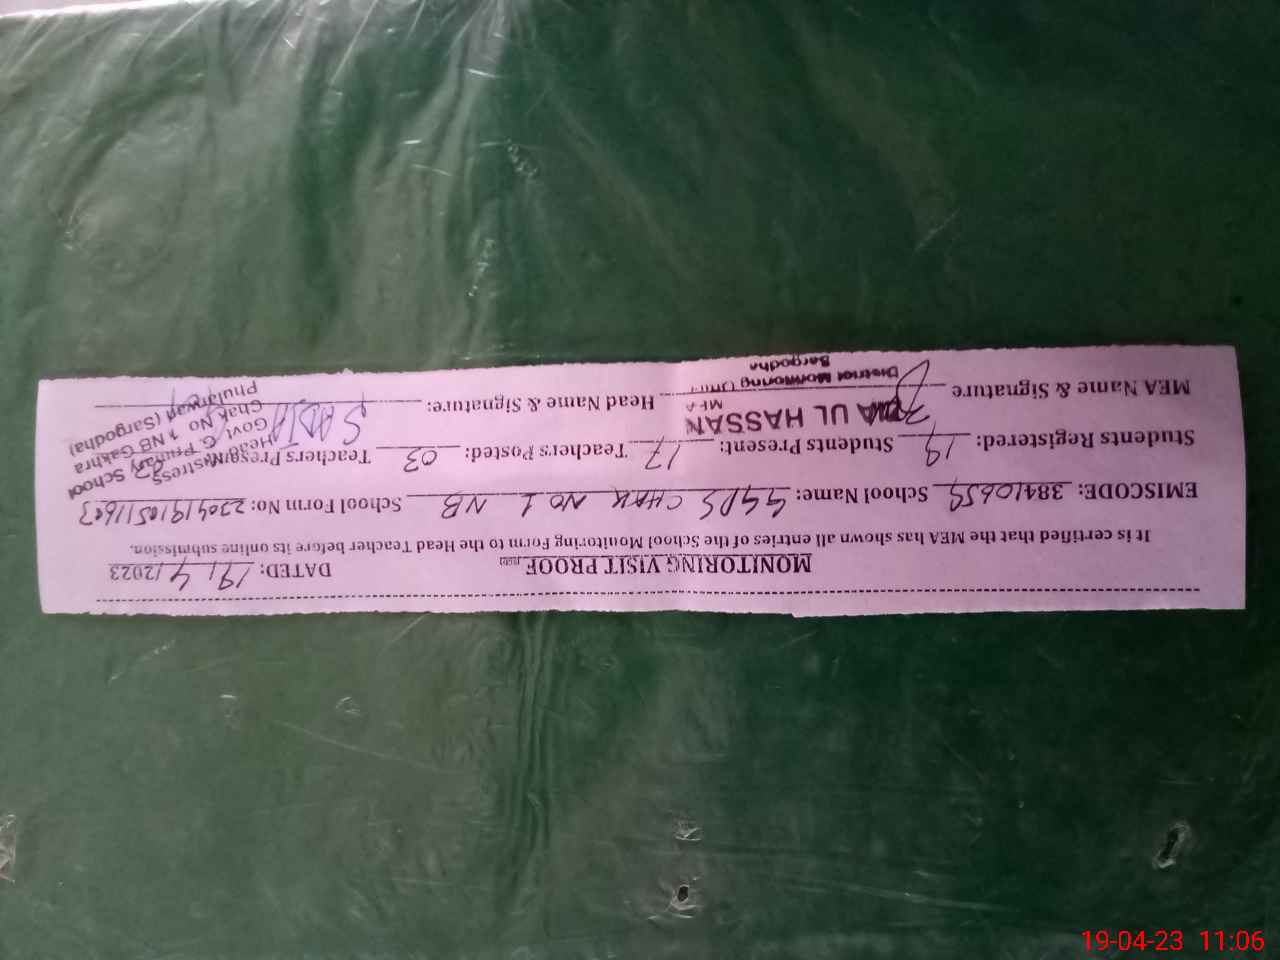 MONITORING VISIT PROOF
DATED: 19/4/2023
It is certified that the MEA has shown all entries of the School Monitoring Form to the Head Teacher before its online submission.
EMISCODE: 38410659 School Name: GGPS CHAK NO 1 NB School Form No:
Students Registered: 19 Students Present: 17 Teachers Posted: 03 Teachers Present: 02
MEA Name & Signature Head Name & Signature: SADIA
UL HASSAN
MEA
District Monitoring
Sargodha
Headmistress
Govt. G. Primary School
Chak No 1 NB Gakhra
Phularwan (Sargodha)
19-04-23 11:06